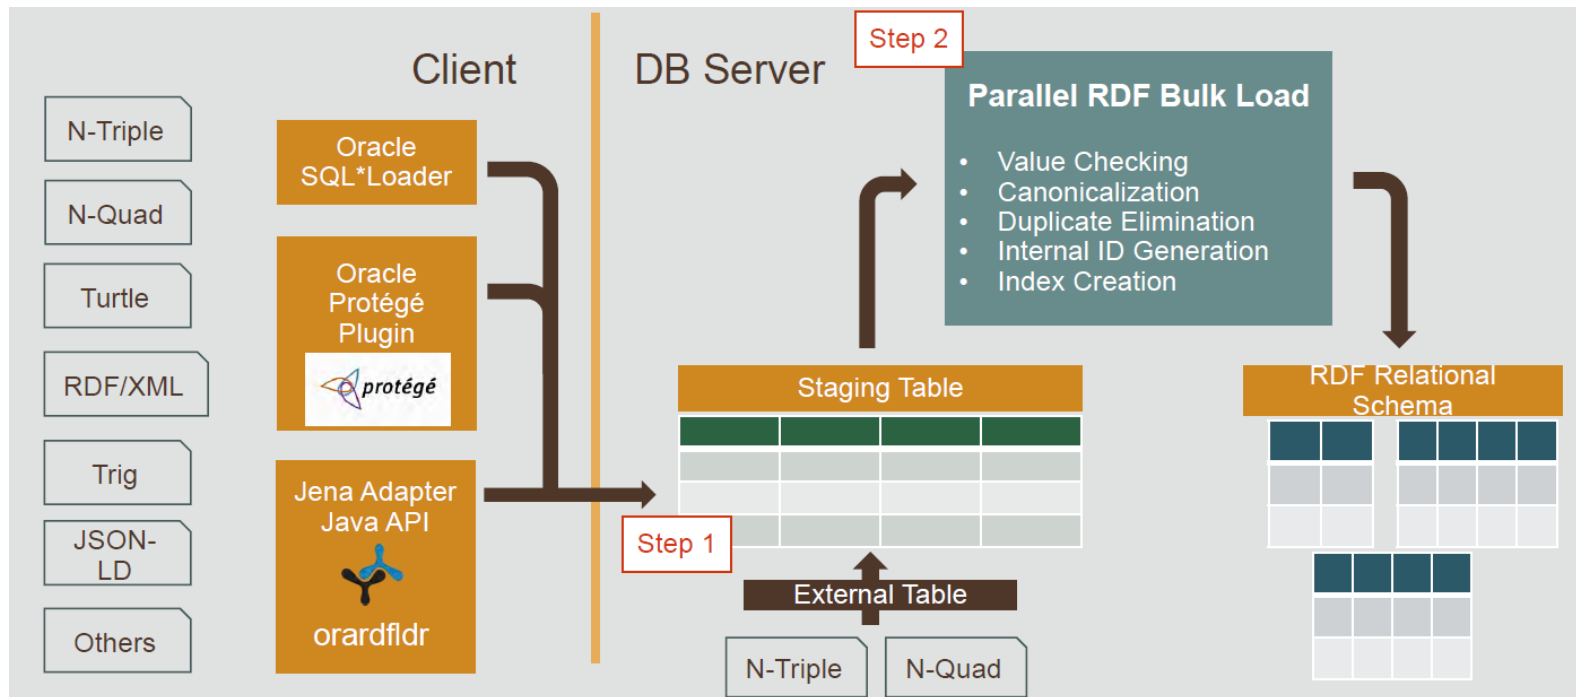 Client
DB Server
Step 2
N-Triple
N-Quad
Turtle
RDF/XML
Trig
JSON-
LD
Others
Oracle
SQL*Loader
Oracle
Protégé
Plugin
protégé
Jena Adapter
Java API
orardfldr
Step 1
Parallel RDF Bulk Load
• Value Checking
• Canonicalization
• Duplicate Elimination
• Internal ID Generation
• Index Creation
Staging Table
External Table
N-Triple
N-Quad
RDF Relational
Schema